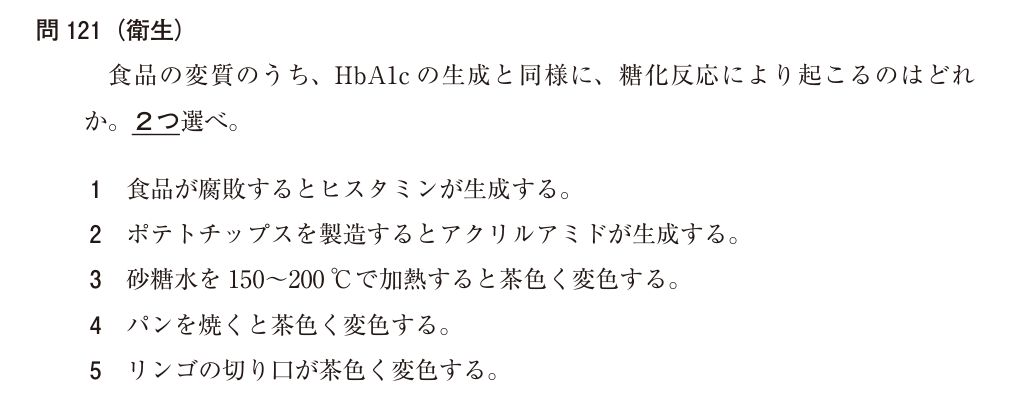 問 121（衛生）
食品の変質のうち、HbA1c の生成と同様に、糖化反応により起こるのはどれ
か。２つ選べ。
1 食品が腐敗するとヒスタミンが生成する。
2 ポテトチップスを製造するとアクリルアミドが生成する。
3 砂糖水を 150～200 ℃で加熱すると茶色く変色する。
4 パンを焼くと茶色く変色する。
5 リンゴの切り口が茶色く変色する。